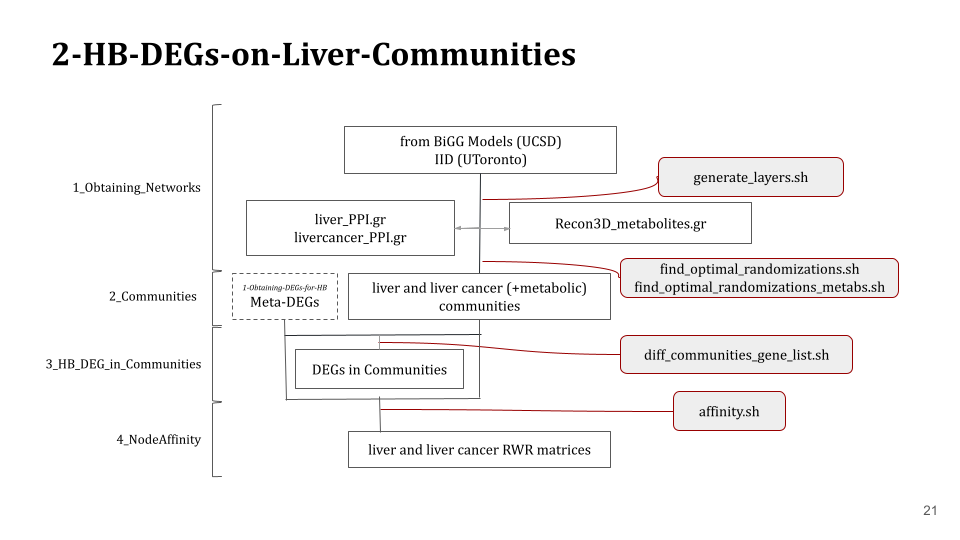 2-HB-DEGs-on-Liver-Communities
from BiGG Models (UCSD)
IID (UToronto)
generate_layers.sh
1_Obtaining_Networks
liver_PPI.gr
livercancer_PPI.gr
Recon3D_metabolites.gr
find_optimal_randomizations.sh
find_optimal_randomizations_metabs.sh
2_Communities
1-Obtaining-DEGs-for-HB
Meta-DEGs
liver and liver cancer (+metabolic)
communities
3_HB_DEG_in_Communities
DEGs in Communities
diff_communities_gene_list.sh
affinity.sh
4_NodeAffinity
liver and liver cancer RWR matrices
21